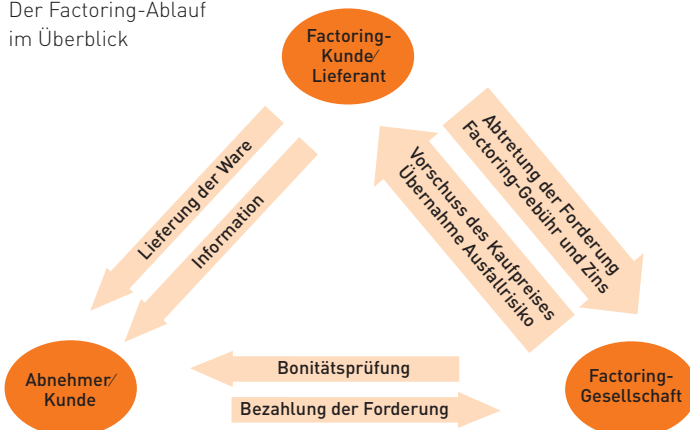 Der Factoring-Ablauf
im Überblick
Factoring-
Kunde/
Lieferant
Lieferung der Ware
Information
Vorschuss des Kaufpreises
Übernahme Ausfallrisiko
Abtretung der Forderung
Factoring-Gebühr und Zins
Abnehmer/
Kunde
Bonitätsprüfung
Bezahlung der Forderung
Factoring-
Gesellschaft